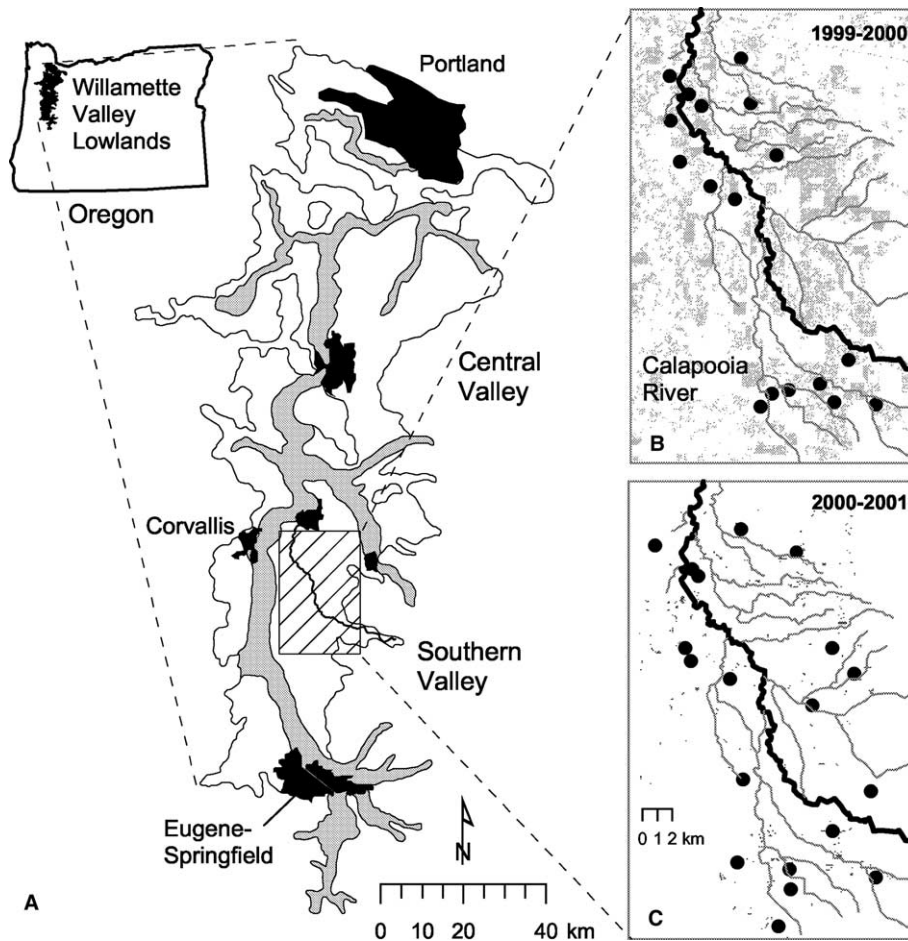 Willamette
Valley
Lowlands
Oregon
Portland
Central
Valley
Corvallis
Southern
Valley
Eugene-
Springfield
N
0 10 20 40 km
A
1999-2000
Calapooia
River
B
2000-2001
0 1 2 km
C